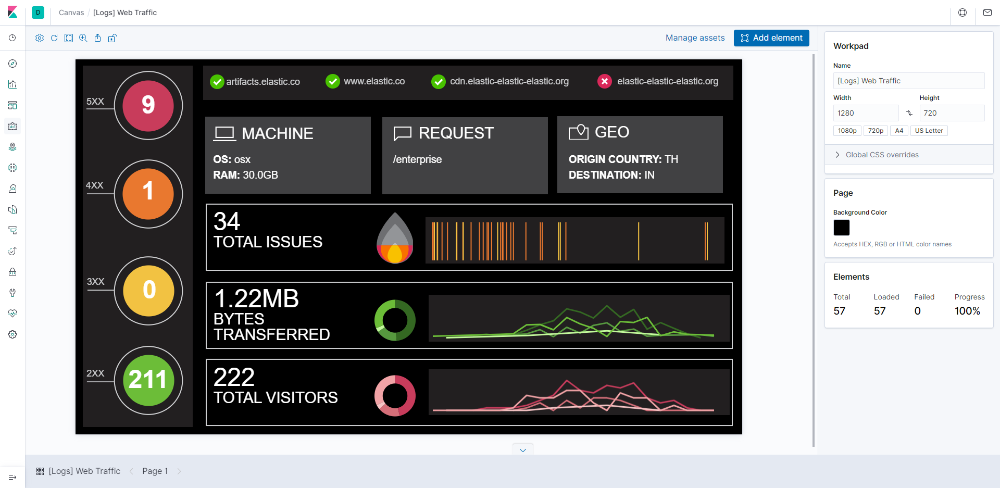 D
Canvas / [Logs] Web Traffic
Manage assets
Add element
5XX
9
4XX
1
3XX
0
2XX
211
artifacts.elastic.co
www.elastic.co
cdn.elastic-elastic-elastic.org
elastic-elastic-elastic.org
MACHINE
OS: osx
RAM: 30.0GB
REQUEST
/enterprise
GEO
ORIGIN COUNTRY: TH
DESTINATION: IN
34
TOTAL ISSUES
1.22MB
BYTES
TRANSFERRED
222
TOTAL VISITORS
Workpad
Name
[Logs] Web Traffic
Width Height
1280 720
1080p 720p A4 US Letter
Global CSS overrides
Page
Background Color
Accepts HEX, RGB or HTML color names
Elements
Total Loaded Failed Progress
57 57 0 100%
[Logs] Web Traffic Page 1